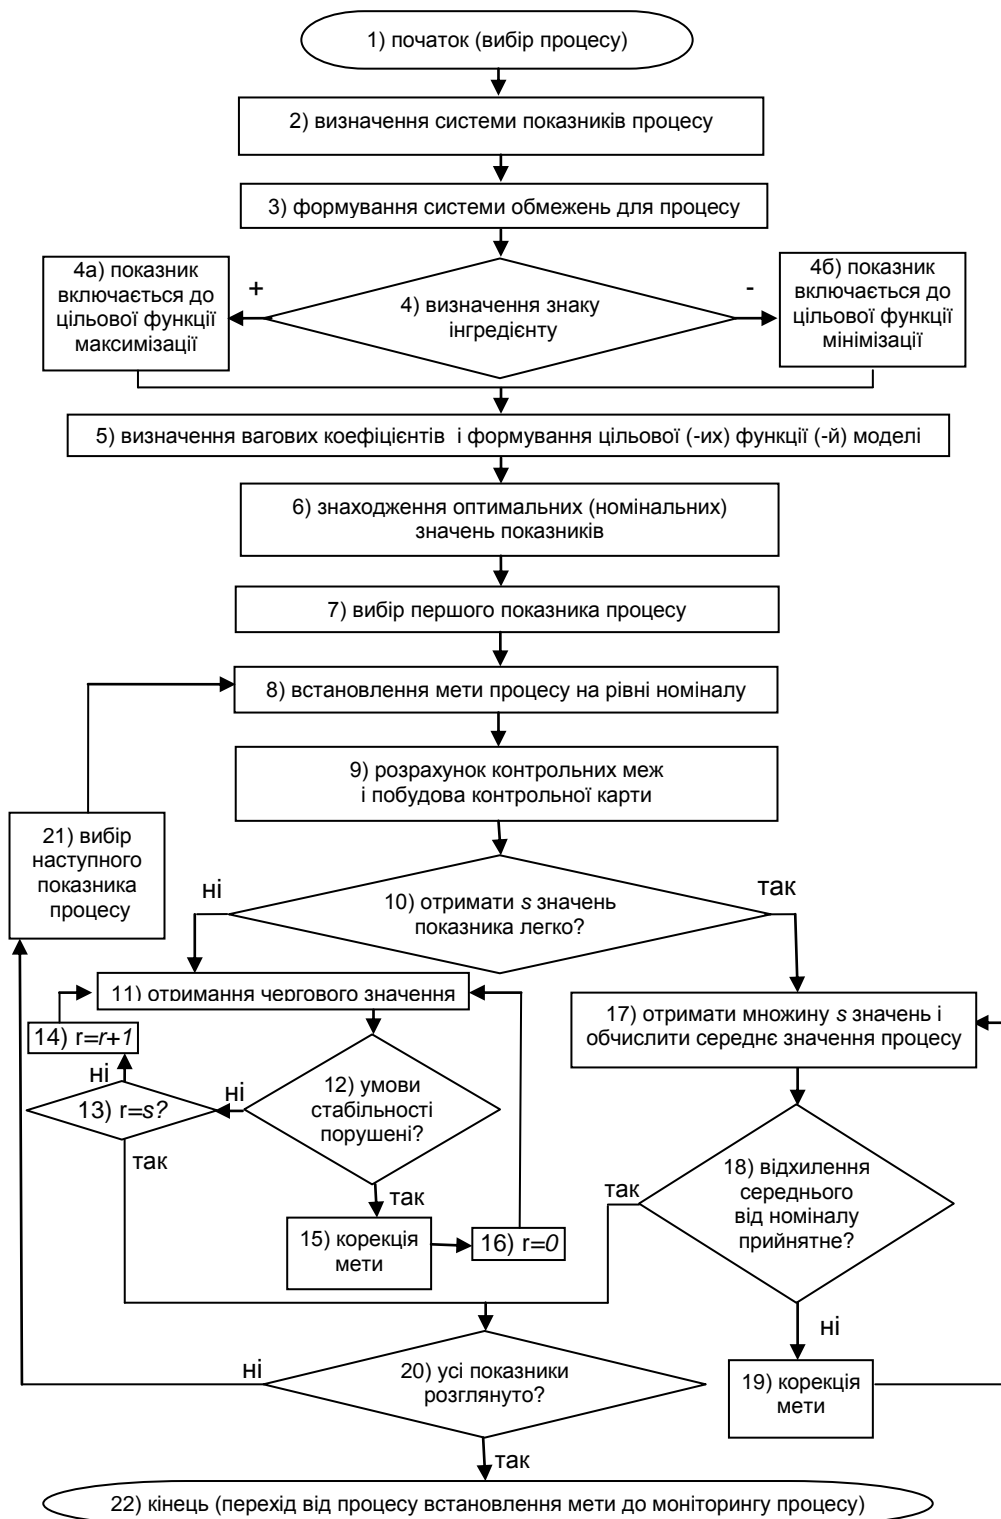 1) початок (вибір процесу)
2) визначення системи показників процесу
3) формування системи обмежень для процесу
4а) показник
включається до
цільової функції
максимізації
+
4) визначення знаку
інгредієнту
-
4б) показник
включається до
цільової функції
мінімізації
5) визначення вагових коефіцієнтів і формування цільової (-их) функції (-й) моделі
6) знаходження оптимальних (номінальних)
значень показників
7) вибір першого показника процесу
8) встановлення мети процесу на рівні номіналу
9) розрахунок контрольних меж
і побудова контрольної карти
21) вибір
наступного
показника
процесу
ні
10) отримати s значень
показника легко?
так
11) отримання чергового значення
14) r=r+1
17) отримати множину s значень і
обчислити середнє значення процесу
ні
13) r=s?
ні
12) умови
стабільності
порушені?
так
так
15) корекція
мети
16) r=0
так
18) відхилення
середнього
від номіналу
прийнятне?
ні
19) корекція
мети
ні
20) усі показники
розглянуто?
так
22) кінець (перехід від процесу встановлення мети до моніторингу процесу)